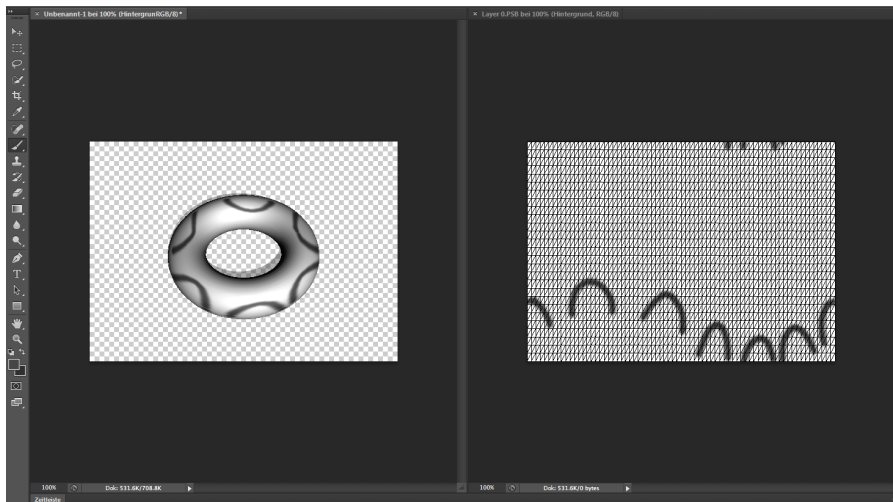 × Unbenannt-1 bei 100% (HintergrunRGB/8) *
× Layer 0.PSB bei 100% (Hintergrund, RGB/8)
100%
Dok: 531.6K/708.8K
100%
Dok: 531.6K/0 bytes
Zeitleiste